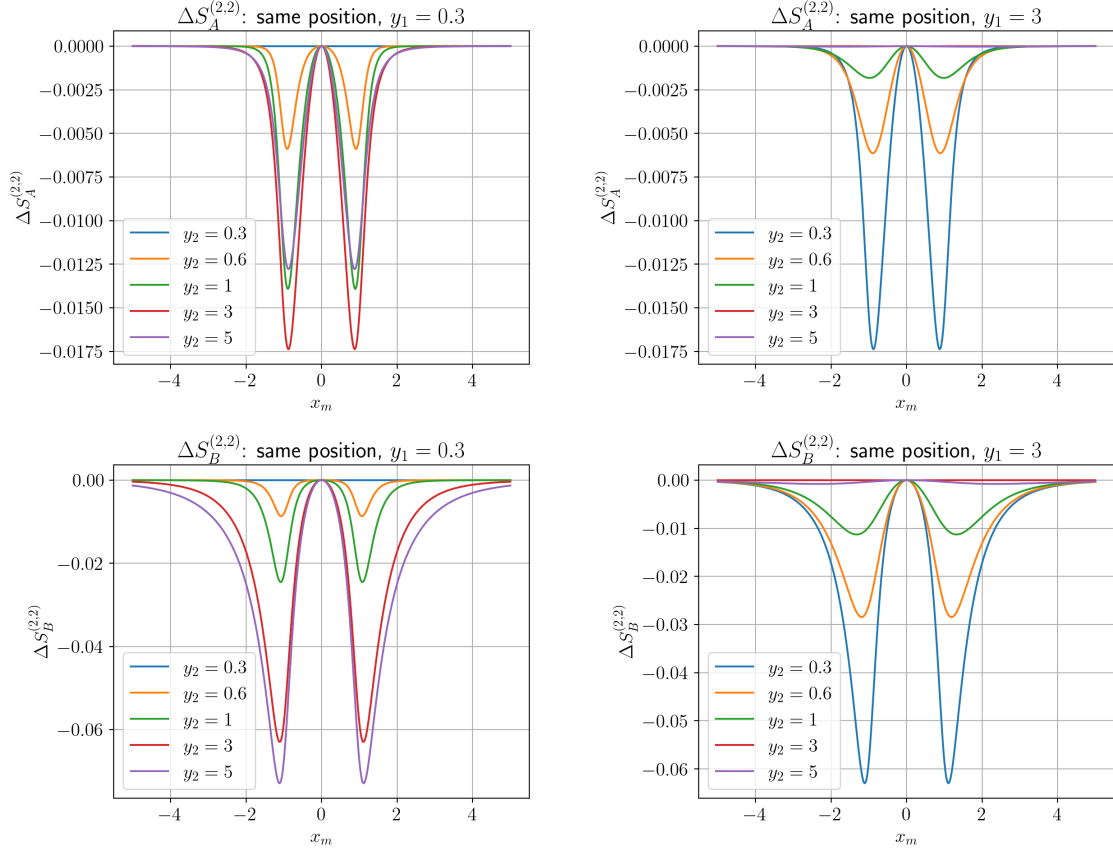 ΔS_A^{(2,2)}: same position, y_1 = 0.3
0.0000
−0.0025
−0.0050
−0.0075
−0.0100
−0.0125
−0.0150
−0.0175
ΔS_A^{(2,2)}
y_2 = 0.3
y_2 = 0.6
y_2 = 1
y_2 = 3
y_2 = 5
−4 −2 0 2 4
x_m
ΔS_A^{(2,2)}: same position, y_1 = 3
0.0000
−0.0025
−0.0050
−0.0075
−0.0100
−0.0125
−0.0150
−0.0175
ΔS_A^{(2,2)}
y_2 = 0.3
y_2 = 0.6
y_2 = 1
y_2 = 3
y_2 = 5
−4 −2 0 2 4
x_m
ΔS_B^{(2,2)}: same position, y_1 = 0.3
0.00
−0.02
−0.04
−0.06
ΔS_B^{(2,2)}
y_2 = 0.3
y_2 = 0.6
y_2 = 1
y_2 = 3
y_2 = 5
−4 −2 0 2 4
x_m
ΔS_B^{(2,2)}: same position, y_1 = 3
0.00
−0.01
−0.02
−0.03
−0.04
−0.05
−0.06
ΔS_B^{(2,2)}
y_2 = 0.3
y_2 = 0.6
y_2 = 1
y_2 = 3
y_2 = 5
−4 −2 0 2 4
x_m